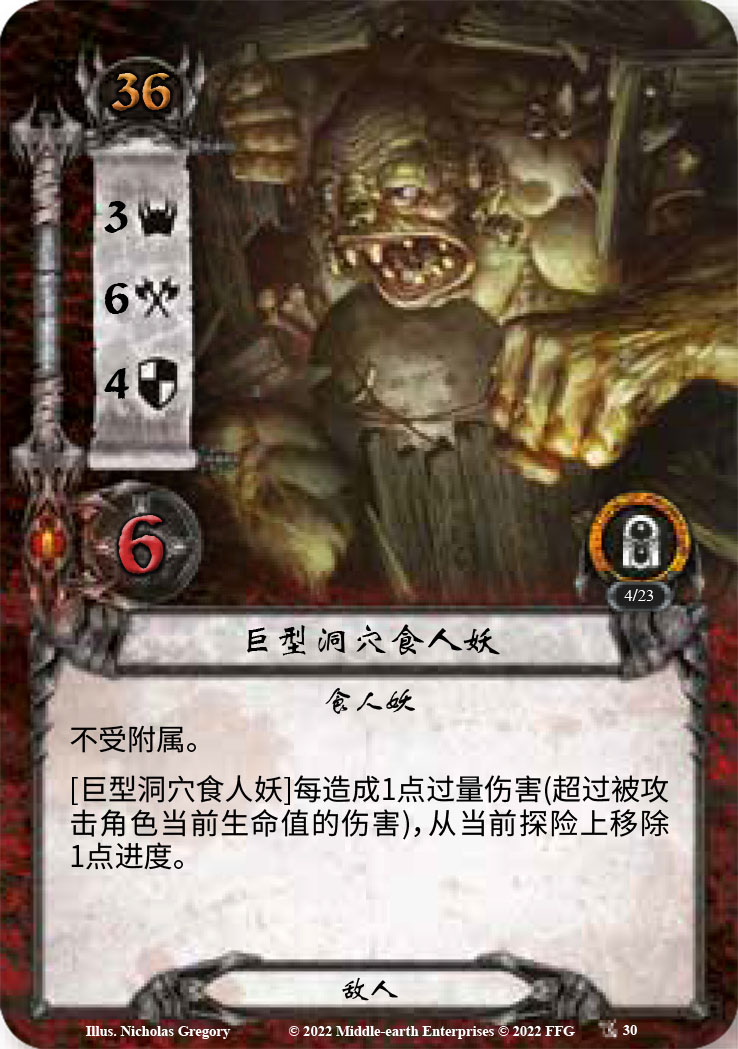 36
3
6
4
6
4/23
巨型洞穴食人妖
食人妖
不受附属。
[巨型洞穴食人妖]每造成1点过量伤害(超过被攻
击角色当前生命值的伤害)，从当前探险上移除
1点进度。
敌人
Illus. Nicholas Gregory © 2022 Middle-earth Enterprises © 2022 FFG 30